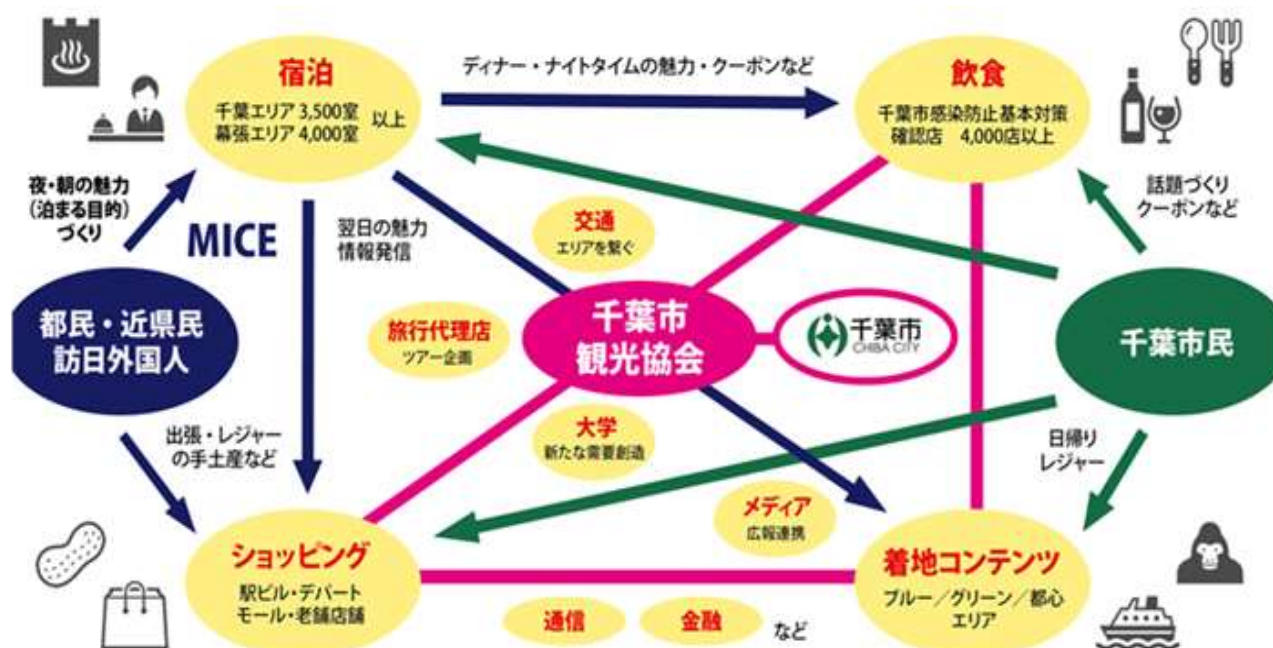 宿泊
千葉エリア 3,500室
幕張エリア 4,000室
以上
ディナー・ナイトタイムの魅力・クーポンなど
飲食
千葉市感染防止基本対策
確認店　4,000店以上
夜・朝の魅力
(泊まる目的)
づくり
MICE
翌日の魅力
情報発信
交通
エリアを繋ぐ
話題づくり
クーポンなど
都民・近県民
訪日外国人
旅行代理店
ツアー企画
千葉市
観光協会
千葉市
CHIBA CITY
千葉市民
出張・レジャー
の手土産など
大学
新たな需要創造
日帰り
レジャー
メディア
広報連携
ショッピング
駅ビル・デパート
モール・老舗店舗
着地コンテンツ
ブルー／グリーン／都心
エリア
通信
金融
など